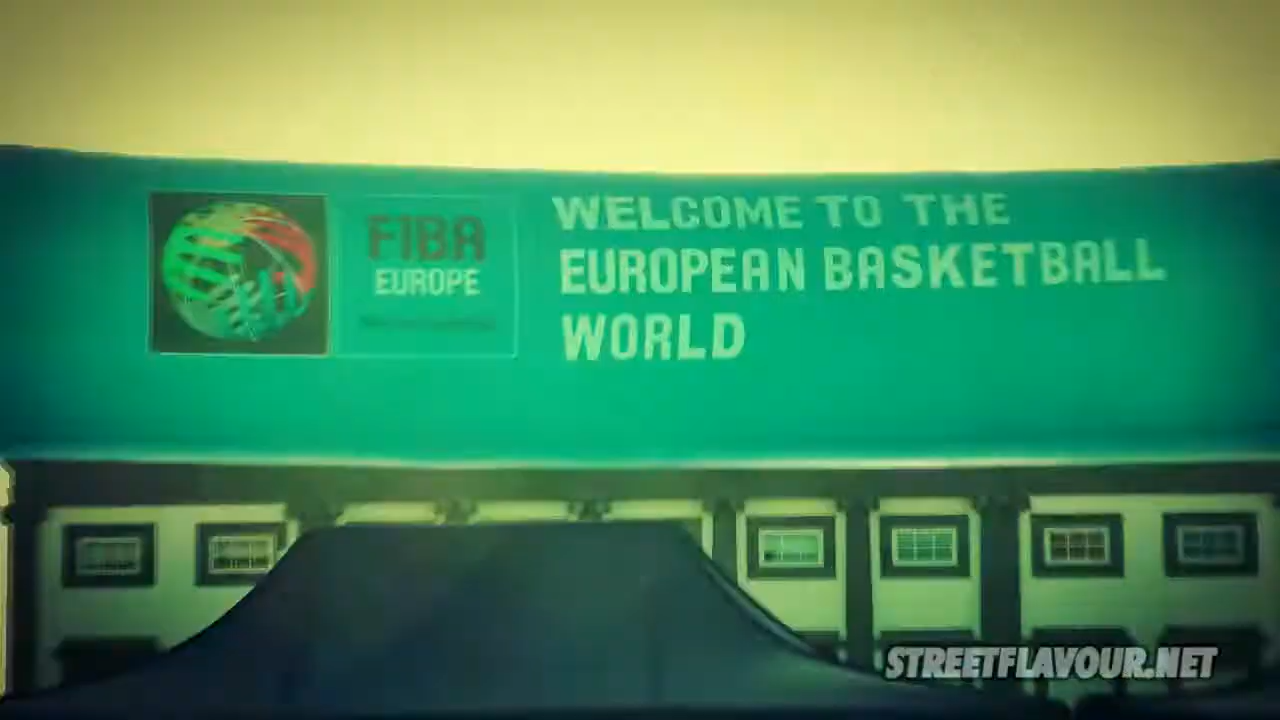 FIBA
EUROPE
WELCOME TO THE
EUROPEAN BASKETBALL
WORLD
STREETFLAVOUR.NET